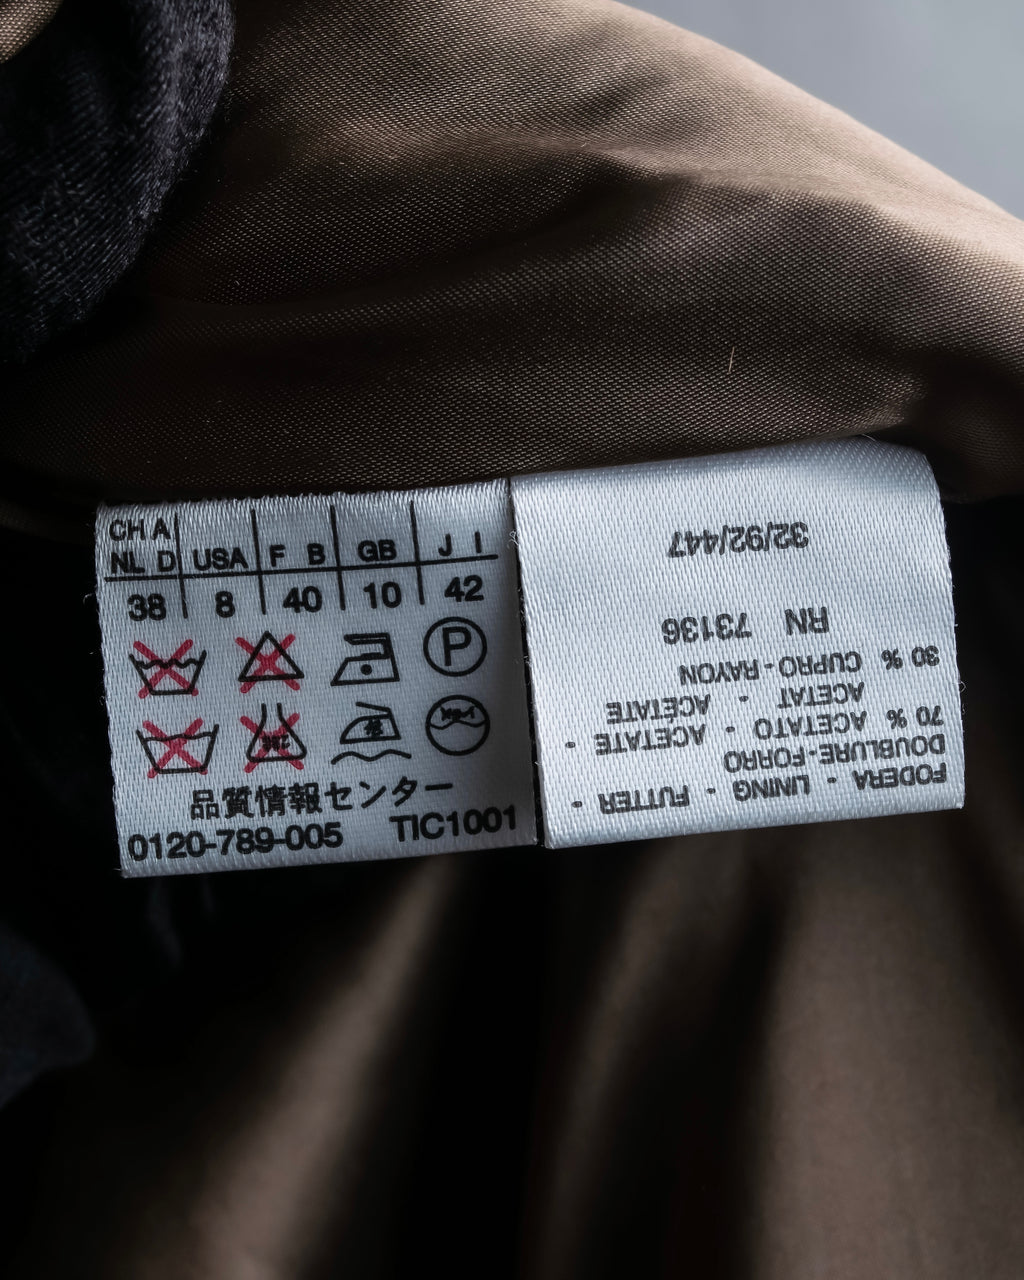 CH A
NL D USA F B GB J I
38 8 40 10 42
P
品質情報センター
0120-789-005 TIC1001
FODERA - LINING - FUTTER -
DOUBLURE-FORRO
70 % ACETATO - ACETATE -
ACETAT - ACÉTATE
30 % CUPRO-RAYON
RN 73136
32/92/447